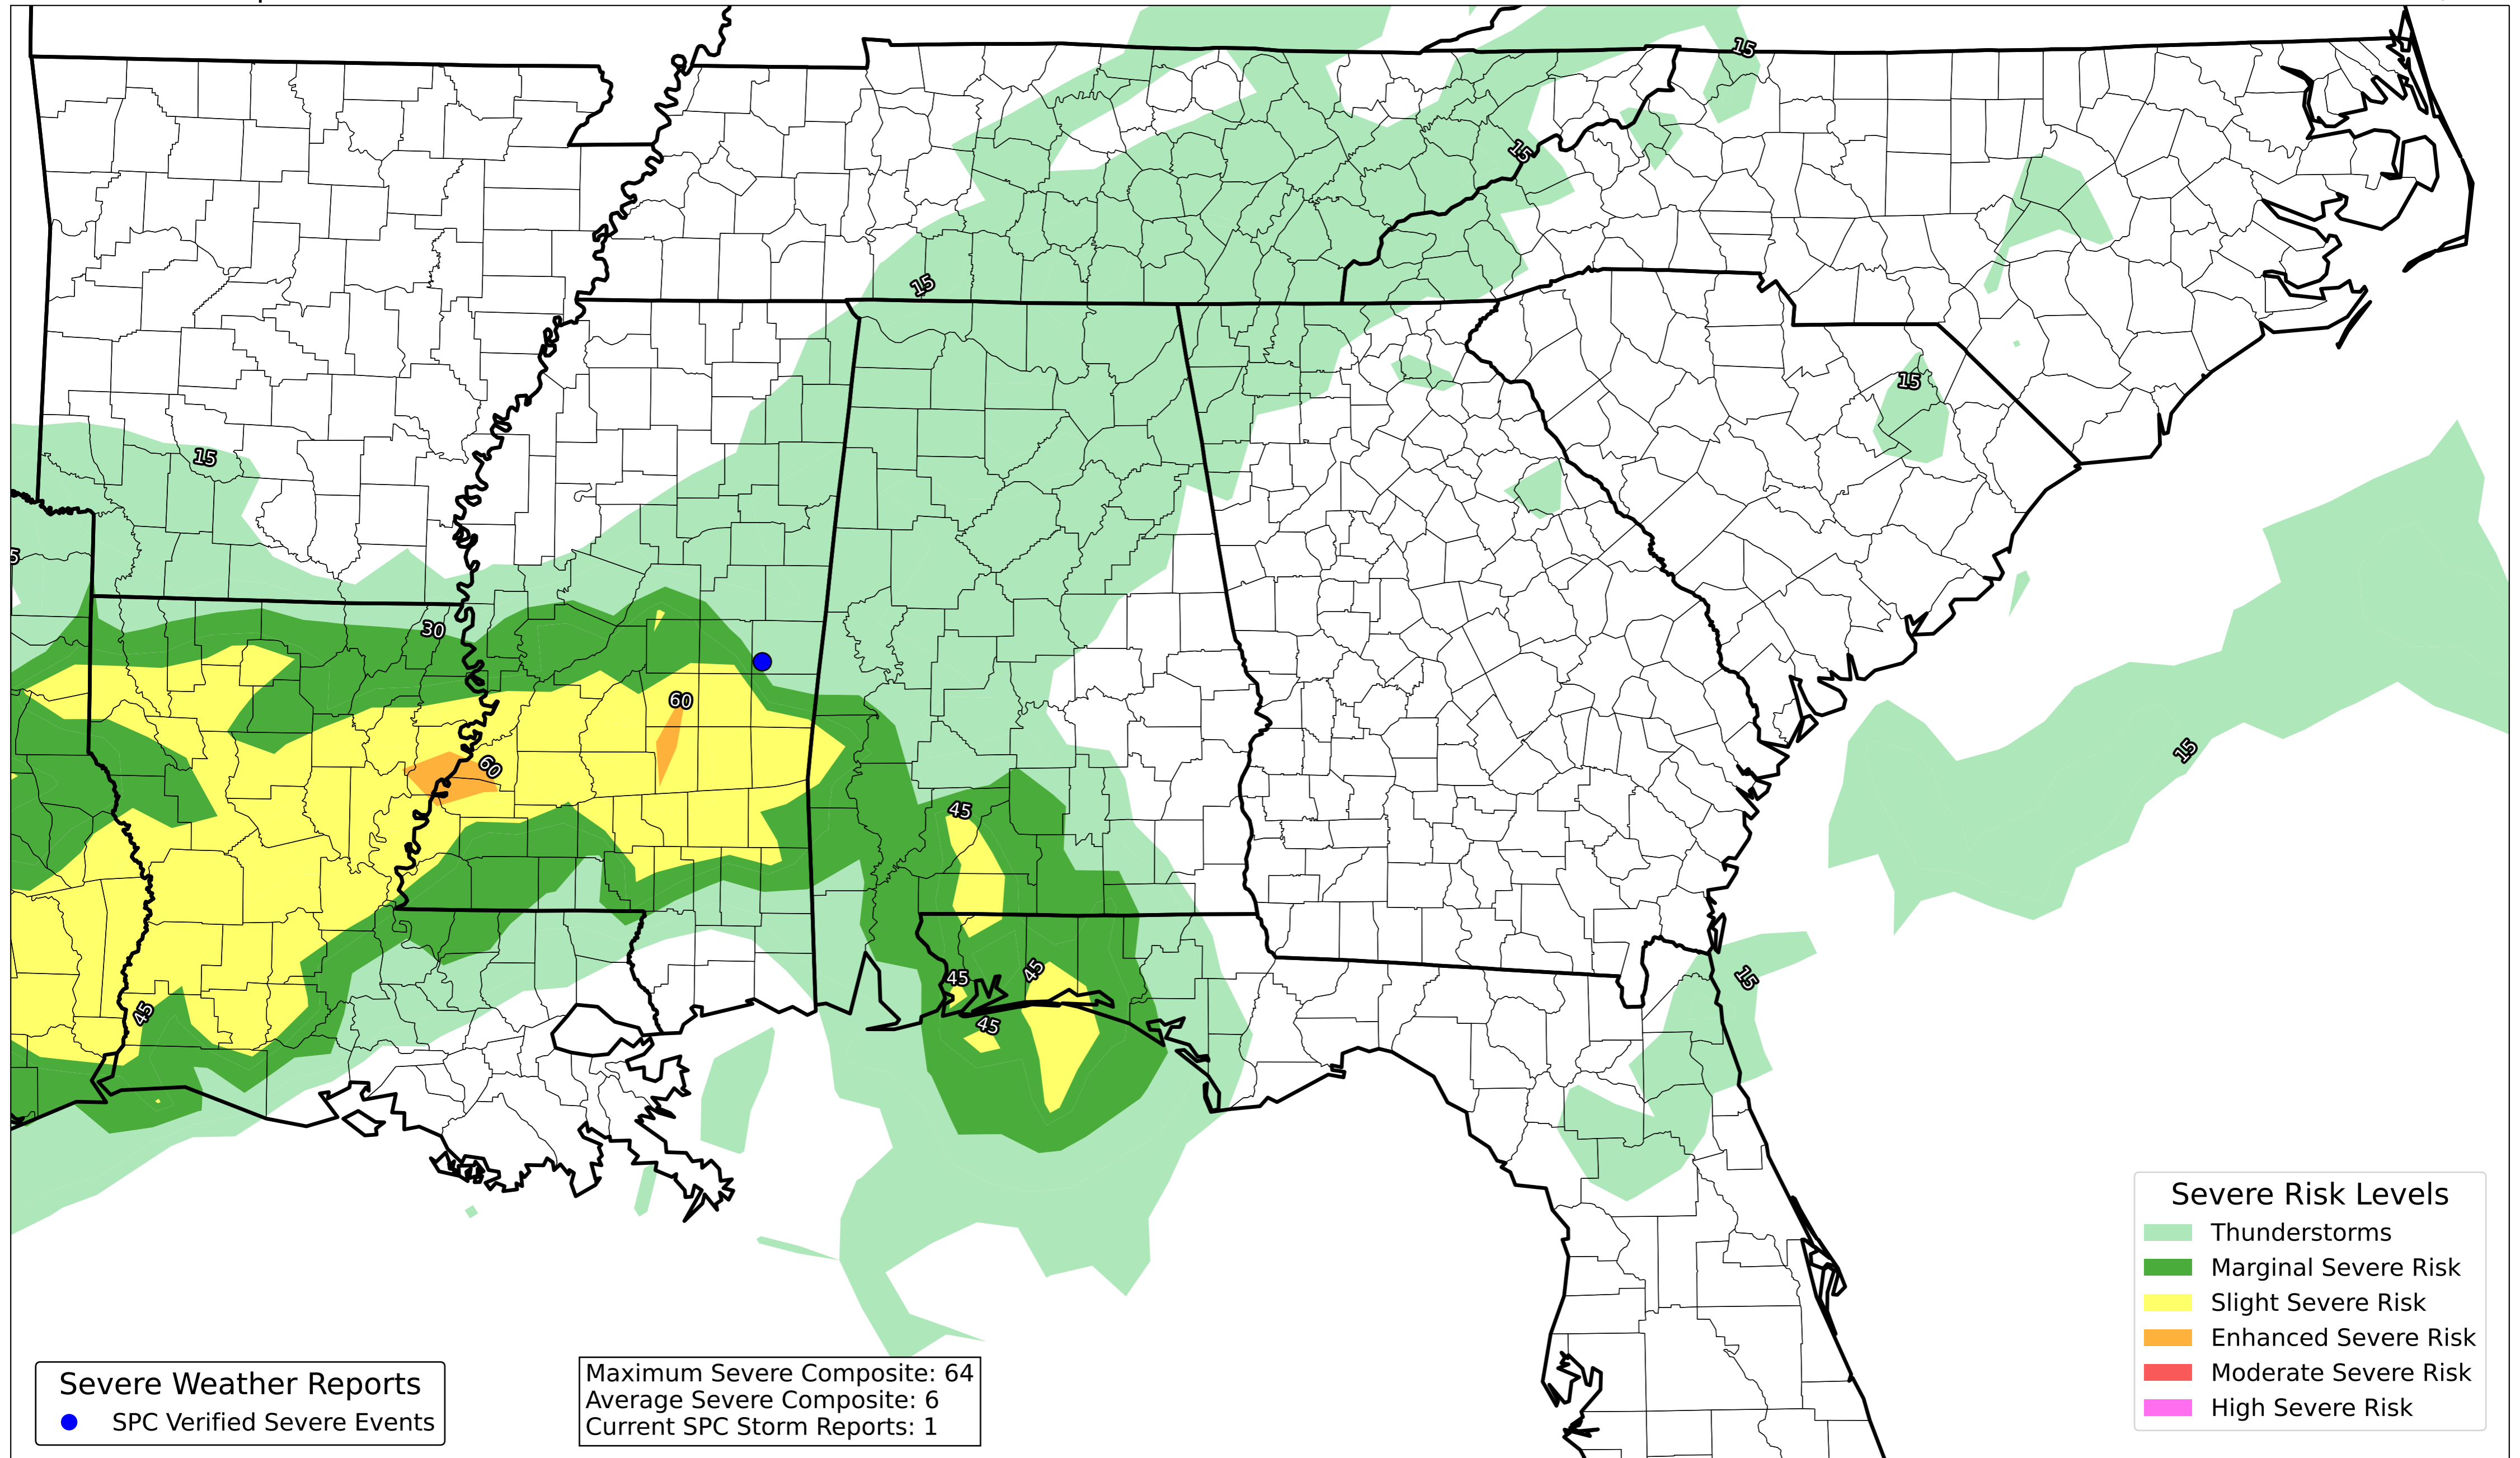 15
15
15
15
15
5
30
60
60
45
15
45
45
45
15
45
Severe Risk Levels
Thunderstorms
Marginal Severe Risk
Slight Severe Risk
Enhanced Severe Risk
Moderate Severe Risk
High Severe Risk
Severe Weather Reports
SPC Verified Severe Events
Maximum Severe Composite: 64
Average Severe Composite: 6
Current SPC Storm Reports: 1